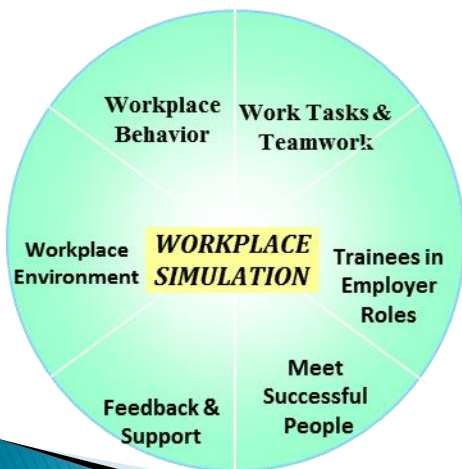 Workplace
Behavior
Work Tasks &
Teamwork
Workplace
Environment
WORKPLACE
SIMULATION
Trainees in
Employer
Roles
Feedback &
Support
Meet
Successful
People